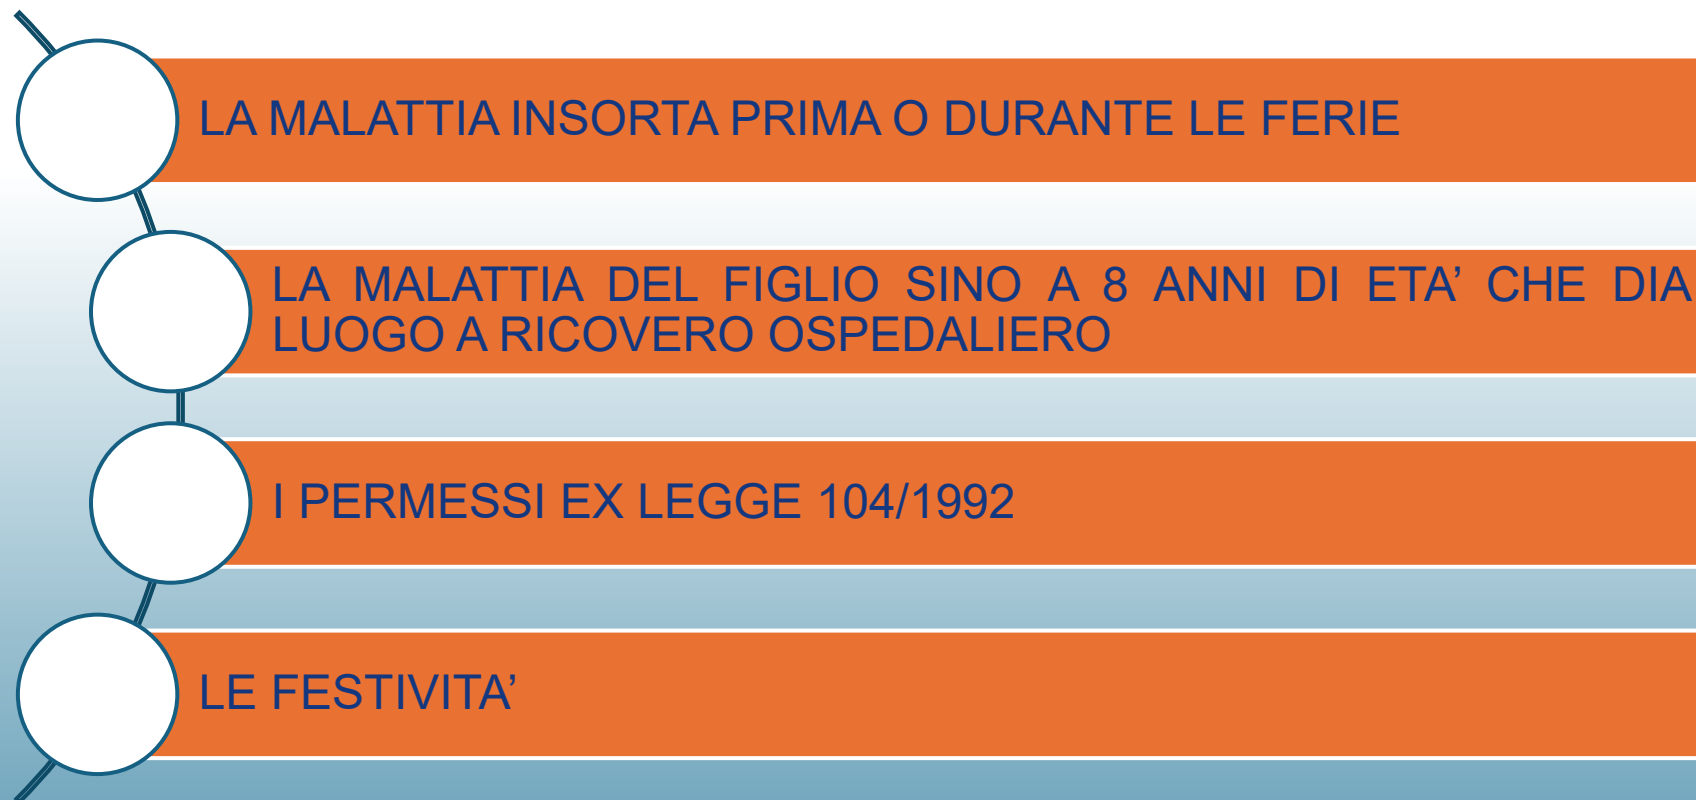 LA MALATTIA INSORTA PRIMA O DURANTE LE FERIE
LA MALATTIA DEL FIGLIO SINO A 8 ANNI DI ETA’ CHE DIA
LUOGO A RICOVERO OSPEDALIERO
I PERMESSI EX LEGGE 104/1992
LE FESTIVITA’